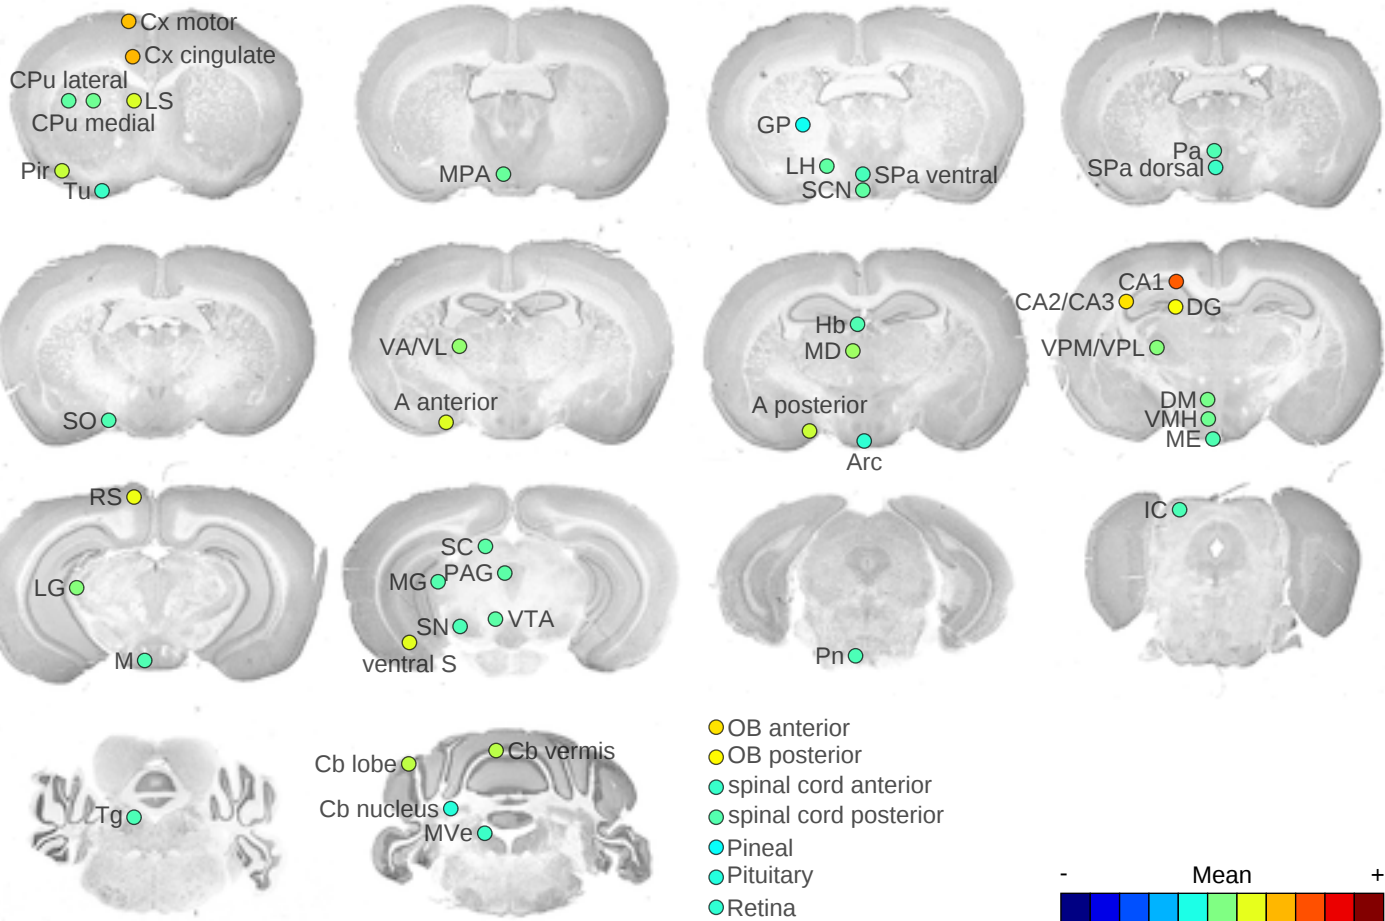 Cx motor
Cx cingulate
CPu lateral
LS
CPu medial
Pir
Tu
MPA
GP
LH
SPa ventral
SCN
Pa
SPa dorsal
SO
VA/VL
A anterior
Hb
MD
A posterior
Arc
CA1
CA2/CA3
DG
VPM/VPL
DM
VMH
ME
RS
LG
M
SC
PAG
MG
VTA
SN
ventral S
Pn
IC
Tg
Cb vermis
Cb lobe
Cb nucleus
MVe
OB anterior
OB posterior
spinal cord anterior
spinal cord posterior
Pineal
Pituitary
Retina
- Mean +